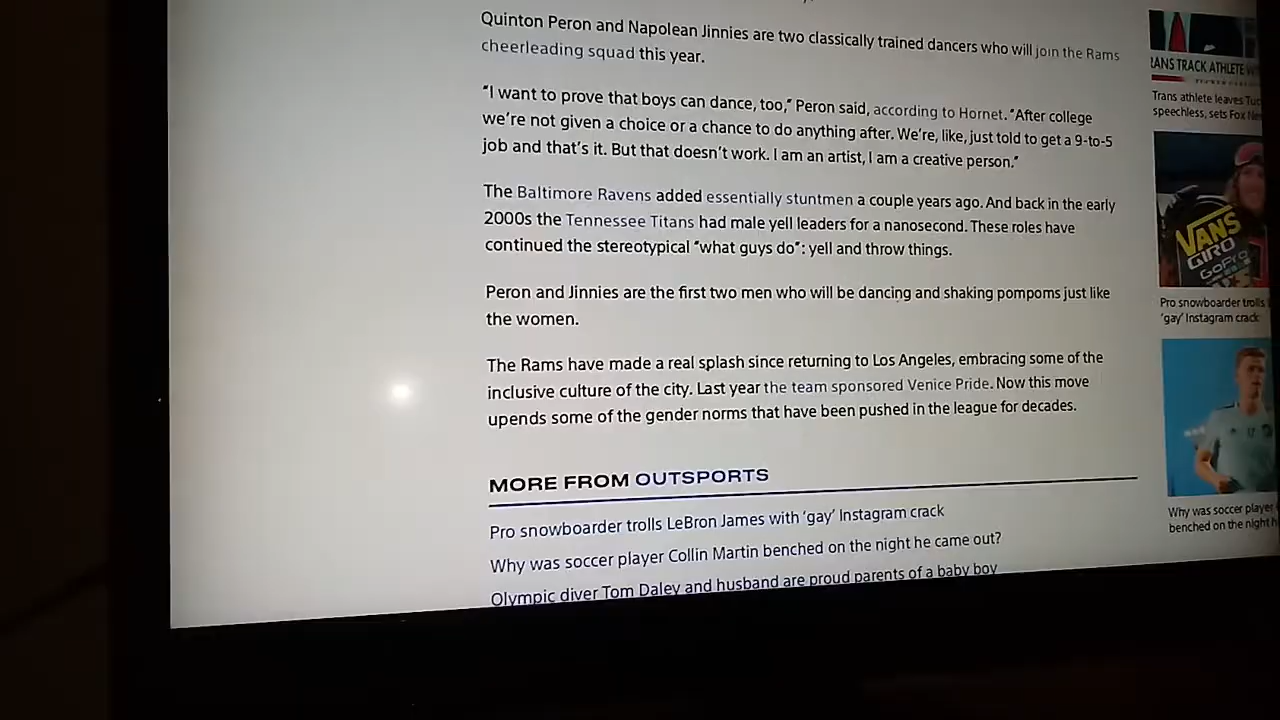 Quinton Peron and Napolean Jinnies are two classically trained dancers who will join the Rams
cheerleading squad this year.
"I want to prove that boys can dance, too," Peron said, according to Hornet. "After college
we're not given a choice or a chance to do anything after. We're, like, just told to get a 9-to-5
job and that's it. But that doesn't work. I am an artist, I am a creative person."
The Baltimore Ravens added essentially stuntmen a couple years ago. And back in the early
2000s the Tennessee Titans had male yell leaders for a nanosecond. These roles have
continued the stereotypical "what guys do": yell and throw things.
Peron and Jinnies are the first two men who will be dancing and shaking pompoms just like
the women.
The Rams have made a real splash since returning to Los Angeles, embracing some of the
inclusive culture of the city. Last year the team sponsored Venice Pride. Now this move
upends some of the gender norms that have been pushed in the league for decades.
MORE FROM OUTSPORTS
Pro snowboarder trolls LeBron James with 'gay' Instagram crack
Why was soccer player Collin Martin benched on the night he came out?
Olympic diver Tom Daley and husband are proud parents of a baby boy
RANS TRACK ATHLETE
Trans athlete leaves
speechless, sets Fox
VANS
GIRO
GoPro
Pro snowboarder trolls
'gay' Instagram crack
Why was soccer player
benched on the night